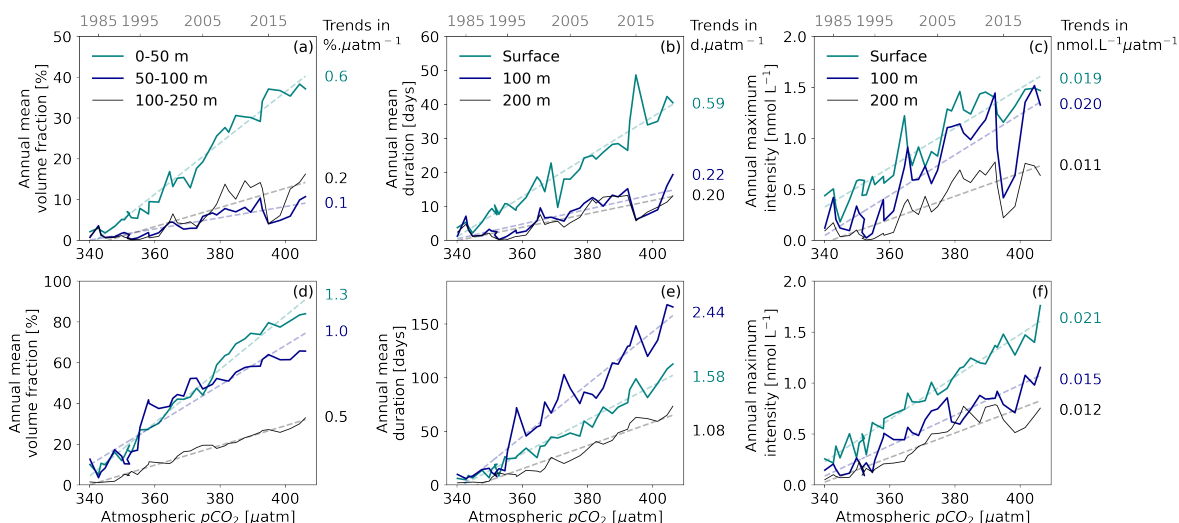 1985 1995 2005 2015
Trends in
%.μatm⁻¹
1985 1995 2005 2015
Trends in
d.μatm⁻¹
1985 1995 2005 2015
Trends in
nmol.L⁻¹μatm⁻¹
(a)
0-50 m
50-100 m
100-250 m
Annual mean
volume fraction [%]
50
40
30
20
10
0
340 360 380 400
0.6
0.2
0.1
(b)
Surface
100 m
200 m
Annual mean
duration [days]
60
50
40
30
20
10
0
340 360 380 400
0.59
0.22
0.20
(c)
Surface
100 m
200 m
Annual maximum
intensity [nmol L⁻¹]
2.0
1.5
1.0
0.5
0.0
340 360 380 400
0.019
0.020
0.011
(d)
Annual mean
volume fraction [%]
100
80
60
40
20
0
340 360 380 400
Atmospheric pCO₂ [μatm]
1.3
1.0
0.5
(e)
Annual mean
duration [days]
150
100
50
0
340 360 380 400
Atmospheric pCO₂ [μatm]
2.44
1.58
1.08
(f)
Annual maximum
intensity [nmol L⁻¹]
2.0
1.5
1.0
0.5
0.0
340 360 380 400
Atmospheric pCO₂ [μatm]
0.021
0.015
0.012